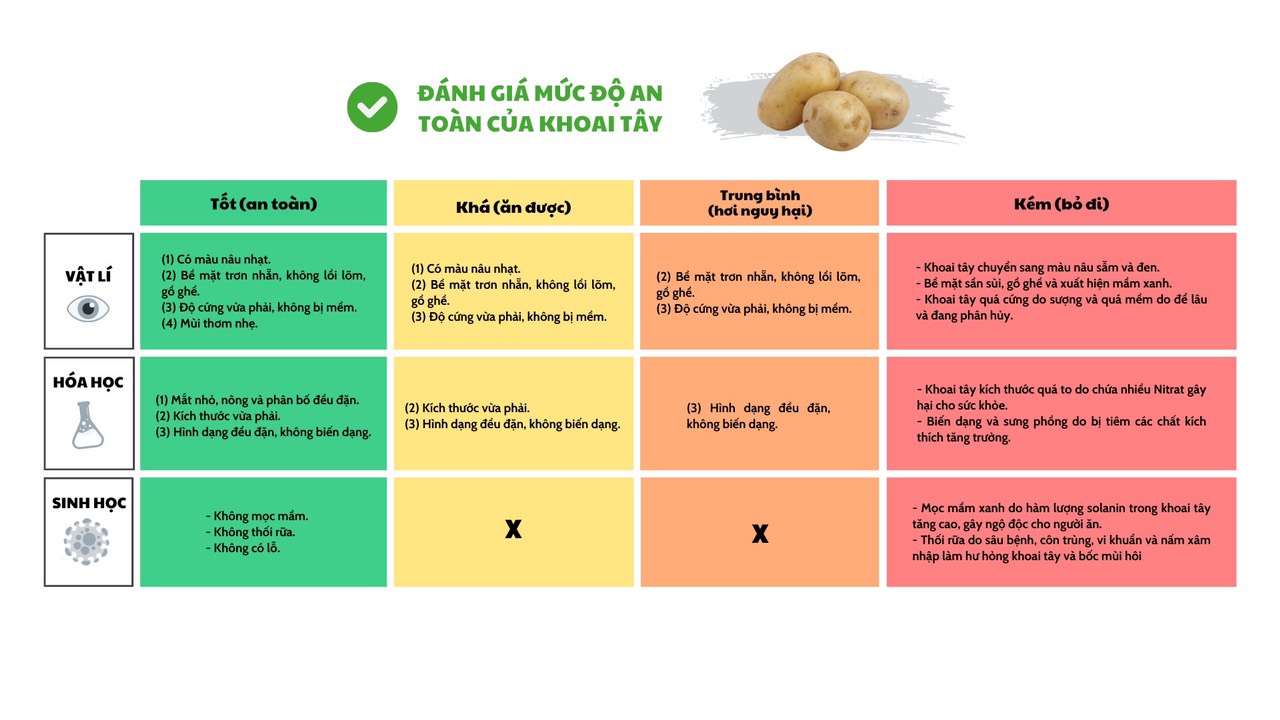 ĐÁNH GIÁ MỨC ĐỘ AN
TOÀN CỦA KHOAI TÂY
Tốt (an toàn)
Khá (ăn được)
Trung bình
(hơi nguy hại)
Kém (bỏ đi)
VẬT LÍ
(1) Có màu nâu nhạt.
(2) Bề mặt trơn nhẵn, không lồi lõm,
gồ ghề.
(3) Độ cứng vừa phải, không bị mềm.
(4) Mùi thơm nhẹ.
(1) Có màu nâu nhạt.
(2) Bề mặt trơn nhẵn, không lồi lõm,
gồ ghề.
(3) Độ cứng vừa phải, không bị mềm.
(2) Bề mặt trơn nhẵn, không lồi lõm,
gồ ghề.
(3) Độ cứng vừa phải, không bị mềm.
- Khoai tây chuyển sang màu nâu sẫm và đen.
- Bề mặt sần sùi, gồ ghề và xuất hiện mầm xanh.
- Khoai tây quá cứng do sượng và quá mềm do để lâu
và đang phân hủy.
HÓA HỌC
(1) Mắt nhỏ, nông và phân bố đều đặn.
(2) Kích thước vừa phải.
(3) Hình dạng đều đặn, không biến dạng.
(2) Kích thước vừa phải.
(3) Hình dạng đều đặn, không biến dạng.
(3) Hình dạng đều đặn,
không biến dạng.
- Khoai tây kích thước quá to do chứa nhiều Nitrat gây
hại cho sức khỏe.
- Biến dạng và sưng phồng do bị tiêm các chất kích
thích tăng trưởng.
SINH HỌC
- Không mọc mầm.
- Không thối rữa.
- Không có lỗ.
X
X
- Mọc mầm xanh do hàm lượng solanin trong khoai tây
tăng cao, gây ngộ độc cho người ăn.
- Thối rữa do sâu bệnh, côn trùng, vi khuẩn và nấm xâm
nhập làm hư hỏng khoai tây và bốc mùi hôi